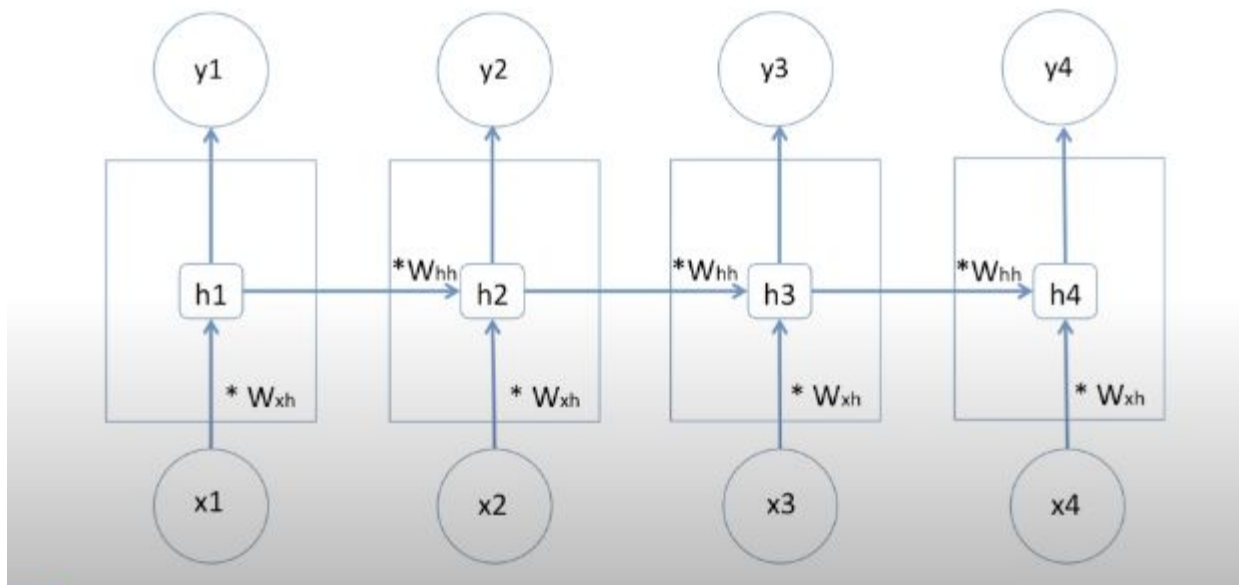 y1 y2 y3 y4
*Whh *Whh *Whh
h1 h2 h3 h4
* Wxh * Wxh * Wxh * Wxh
x1 x2 x3 x4